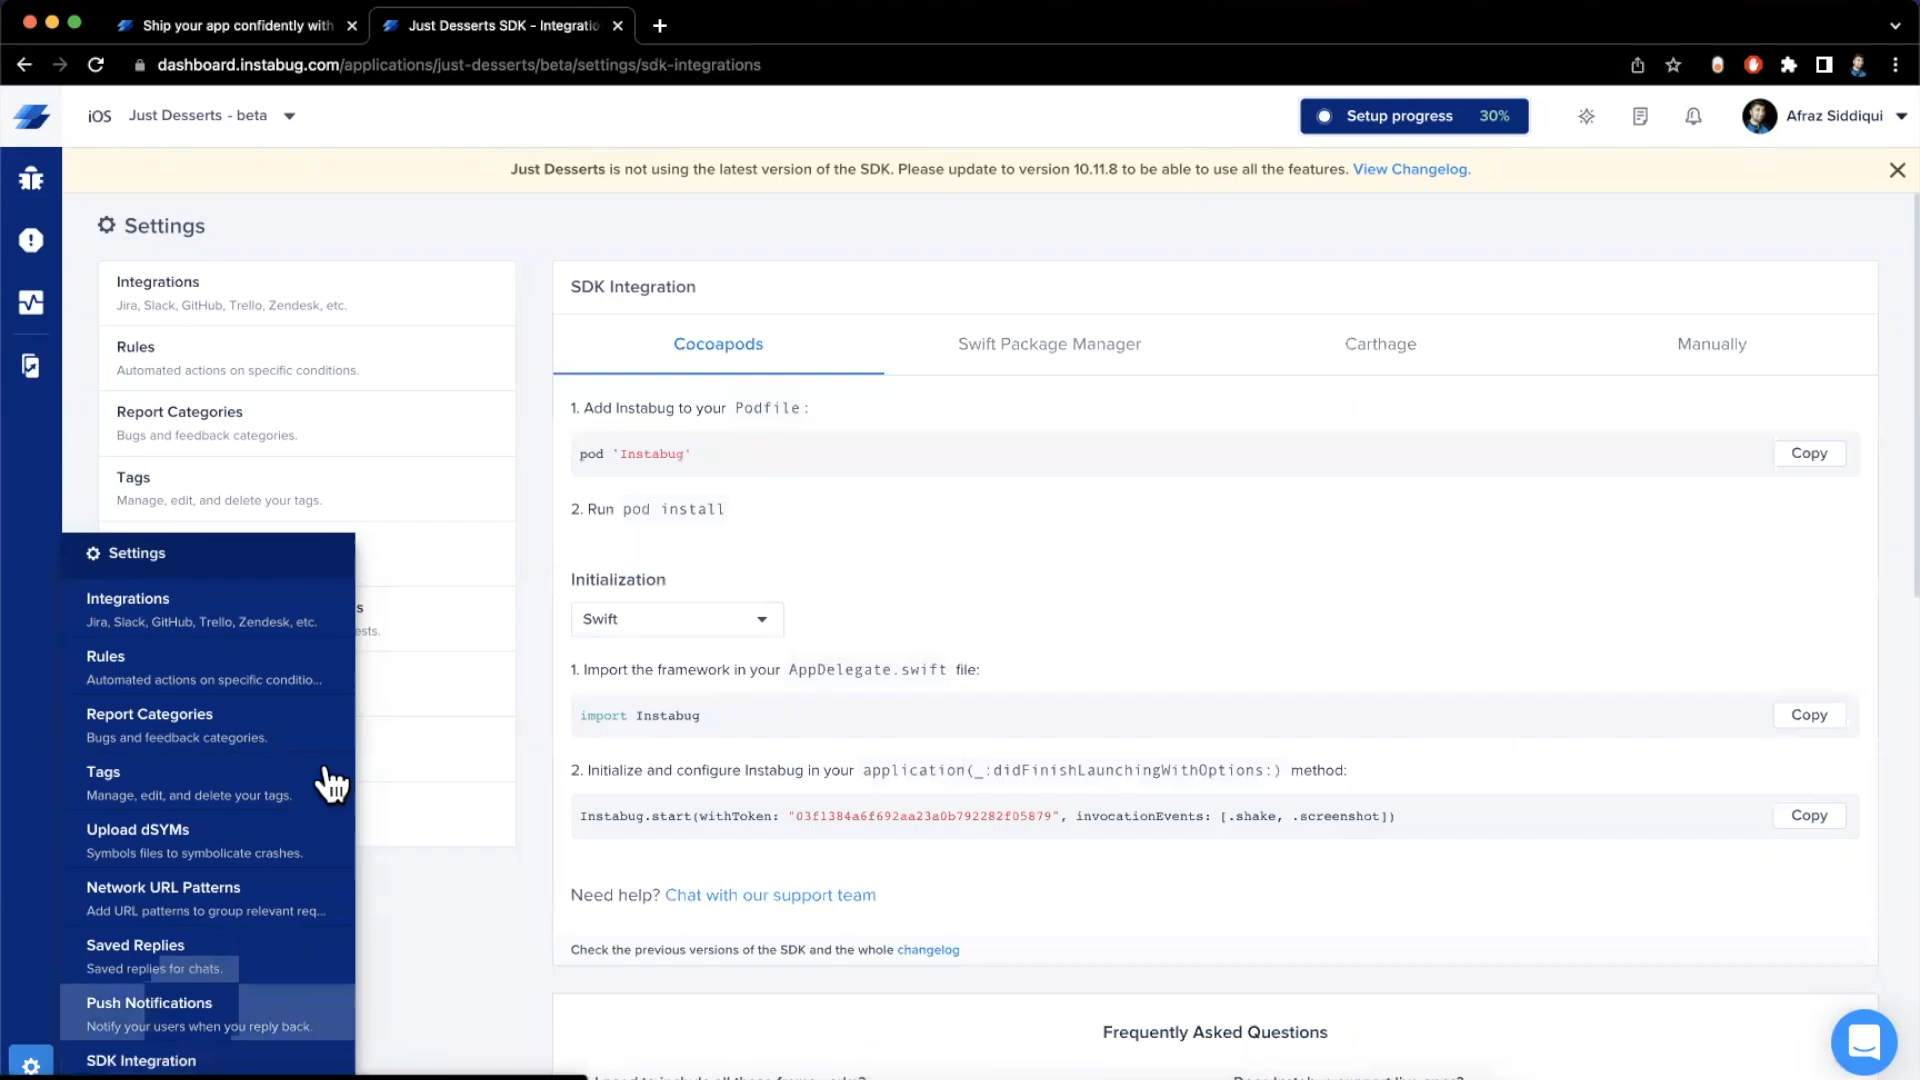 Ship your app confidently with
Just Desserts SDK - Integratio
dashboard.instabug.com/applications/just-desserts/beta/settings/sdk-integrations
iOS Just Desserts - beta
Setup progress 30%
Afraz Siddiqui
Just Desserts is not using the latest version of the SDK. Please update to version 10.11.8 to be able to use all the features. View Changelog.
Settings
Integrations
Jira, Slack, GitHub, Trello, Zendesk, etc.
Rules
Automated actions on specific conditions.
Report Categories
Bugs and feedback categories.
Tags
Manage, edit, and delete your tags.
s
ests.
Settings
Integrations
Jira, Slack, GitHub, Trello, Zendesk, etc.
Rules
Automated actions on specific conditio...
Report Categories
Bugs and feedback categories.
Tags
Manage, edit, and delete your tags.
Upload dSYMs
Symbols files to symbolicate crashes.
Network URL Patterns
Add URL patterns to group relevant req...
Saved Replies
Saved replies for chats.
Push Notifications
Notify your users when you reply back.
SDK Integration
SDK Integration
Cocoapods Swift Package Manager Carthage Manually
1. Add Instabug to your Podfile:
pod 'Instabug' Copy
2. Run pod install
Initialization
Swift
1. Import the framework in your AppDelegate.swift file:
import Instabug Copy
2. Initialize and configure Instabug in your application(_:didFinishLaunchingWithOptions:) method:
Instabug.start(withToken: "03f1384a6f692aa23a0b792282f05879", invocationEvents: [.shake, .screenshot]) Copy
Need help? Chat with our support team
Check the previous versions of the SDK and the whole changelog
Frequently Asked Questions